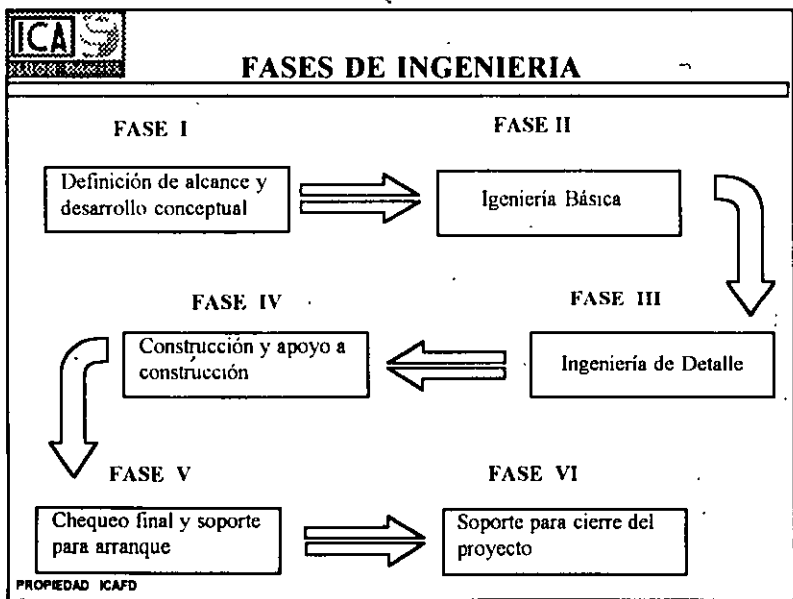 ICA
FASES DE INGENIERIA
FASE I
Definición de alcance y
desarrollo conceptual
FASE II
Igeniería Básica
FASE III
Ingeniería de Detalle
FASE IV
Construcción y apoyo a
construcción
FASE V
Chequeo final y soporte
para arranque
FASE VI
Soporte para cierre del
proyecto
PROPIEDAD ICAFD